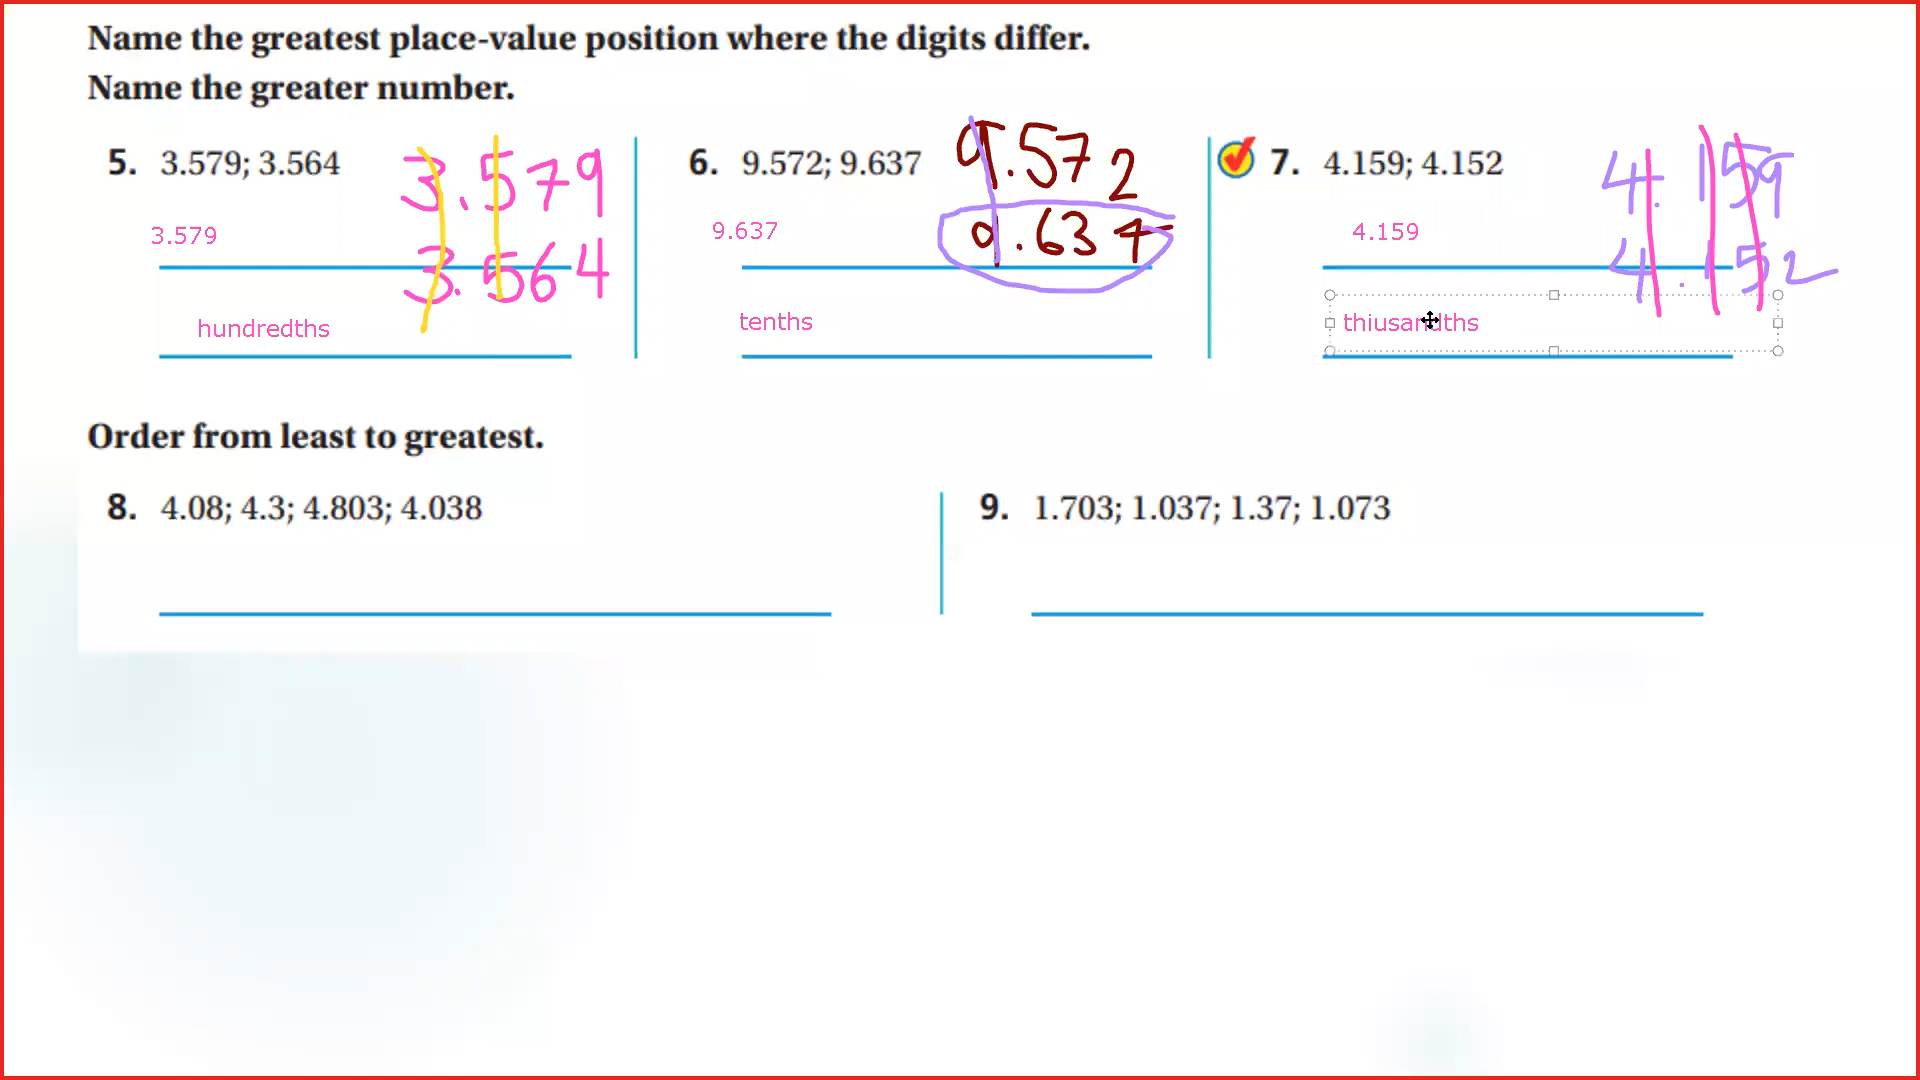 Name the greatest place-value position where the digits differ.
Name the greater number.
5. 3.579; 3.564
3.579
3.564
3.579
hundredths
6. 9.572; 9.637
9.572
9.637
9.637
tenths
7. 4.159; 4.152
4.159
4.152
4.159
thiusandths
Order from least to greatest.
8. 4.08; 4.3; 4.803; 4.038
9. 1.703; 1.037; 1.37; 1.073